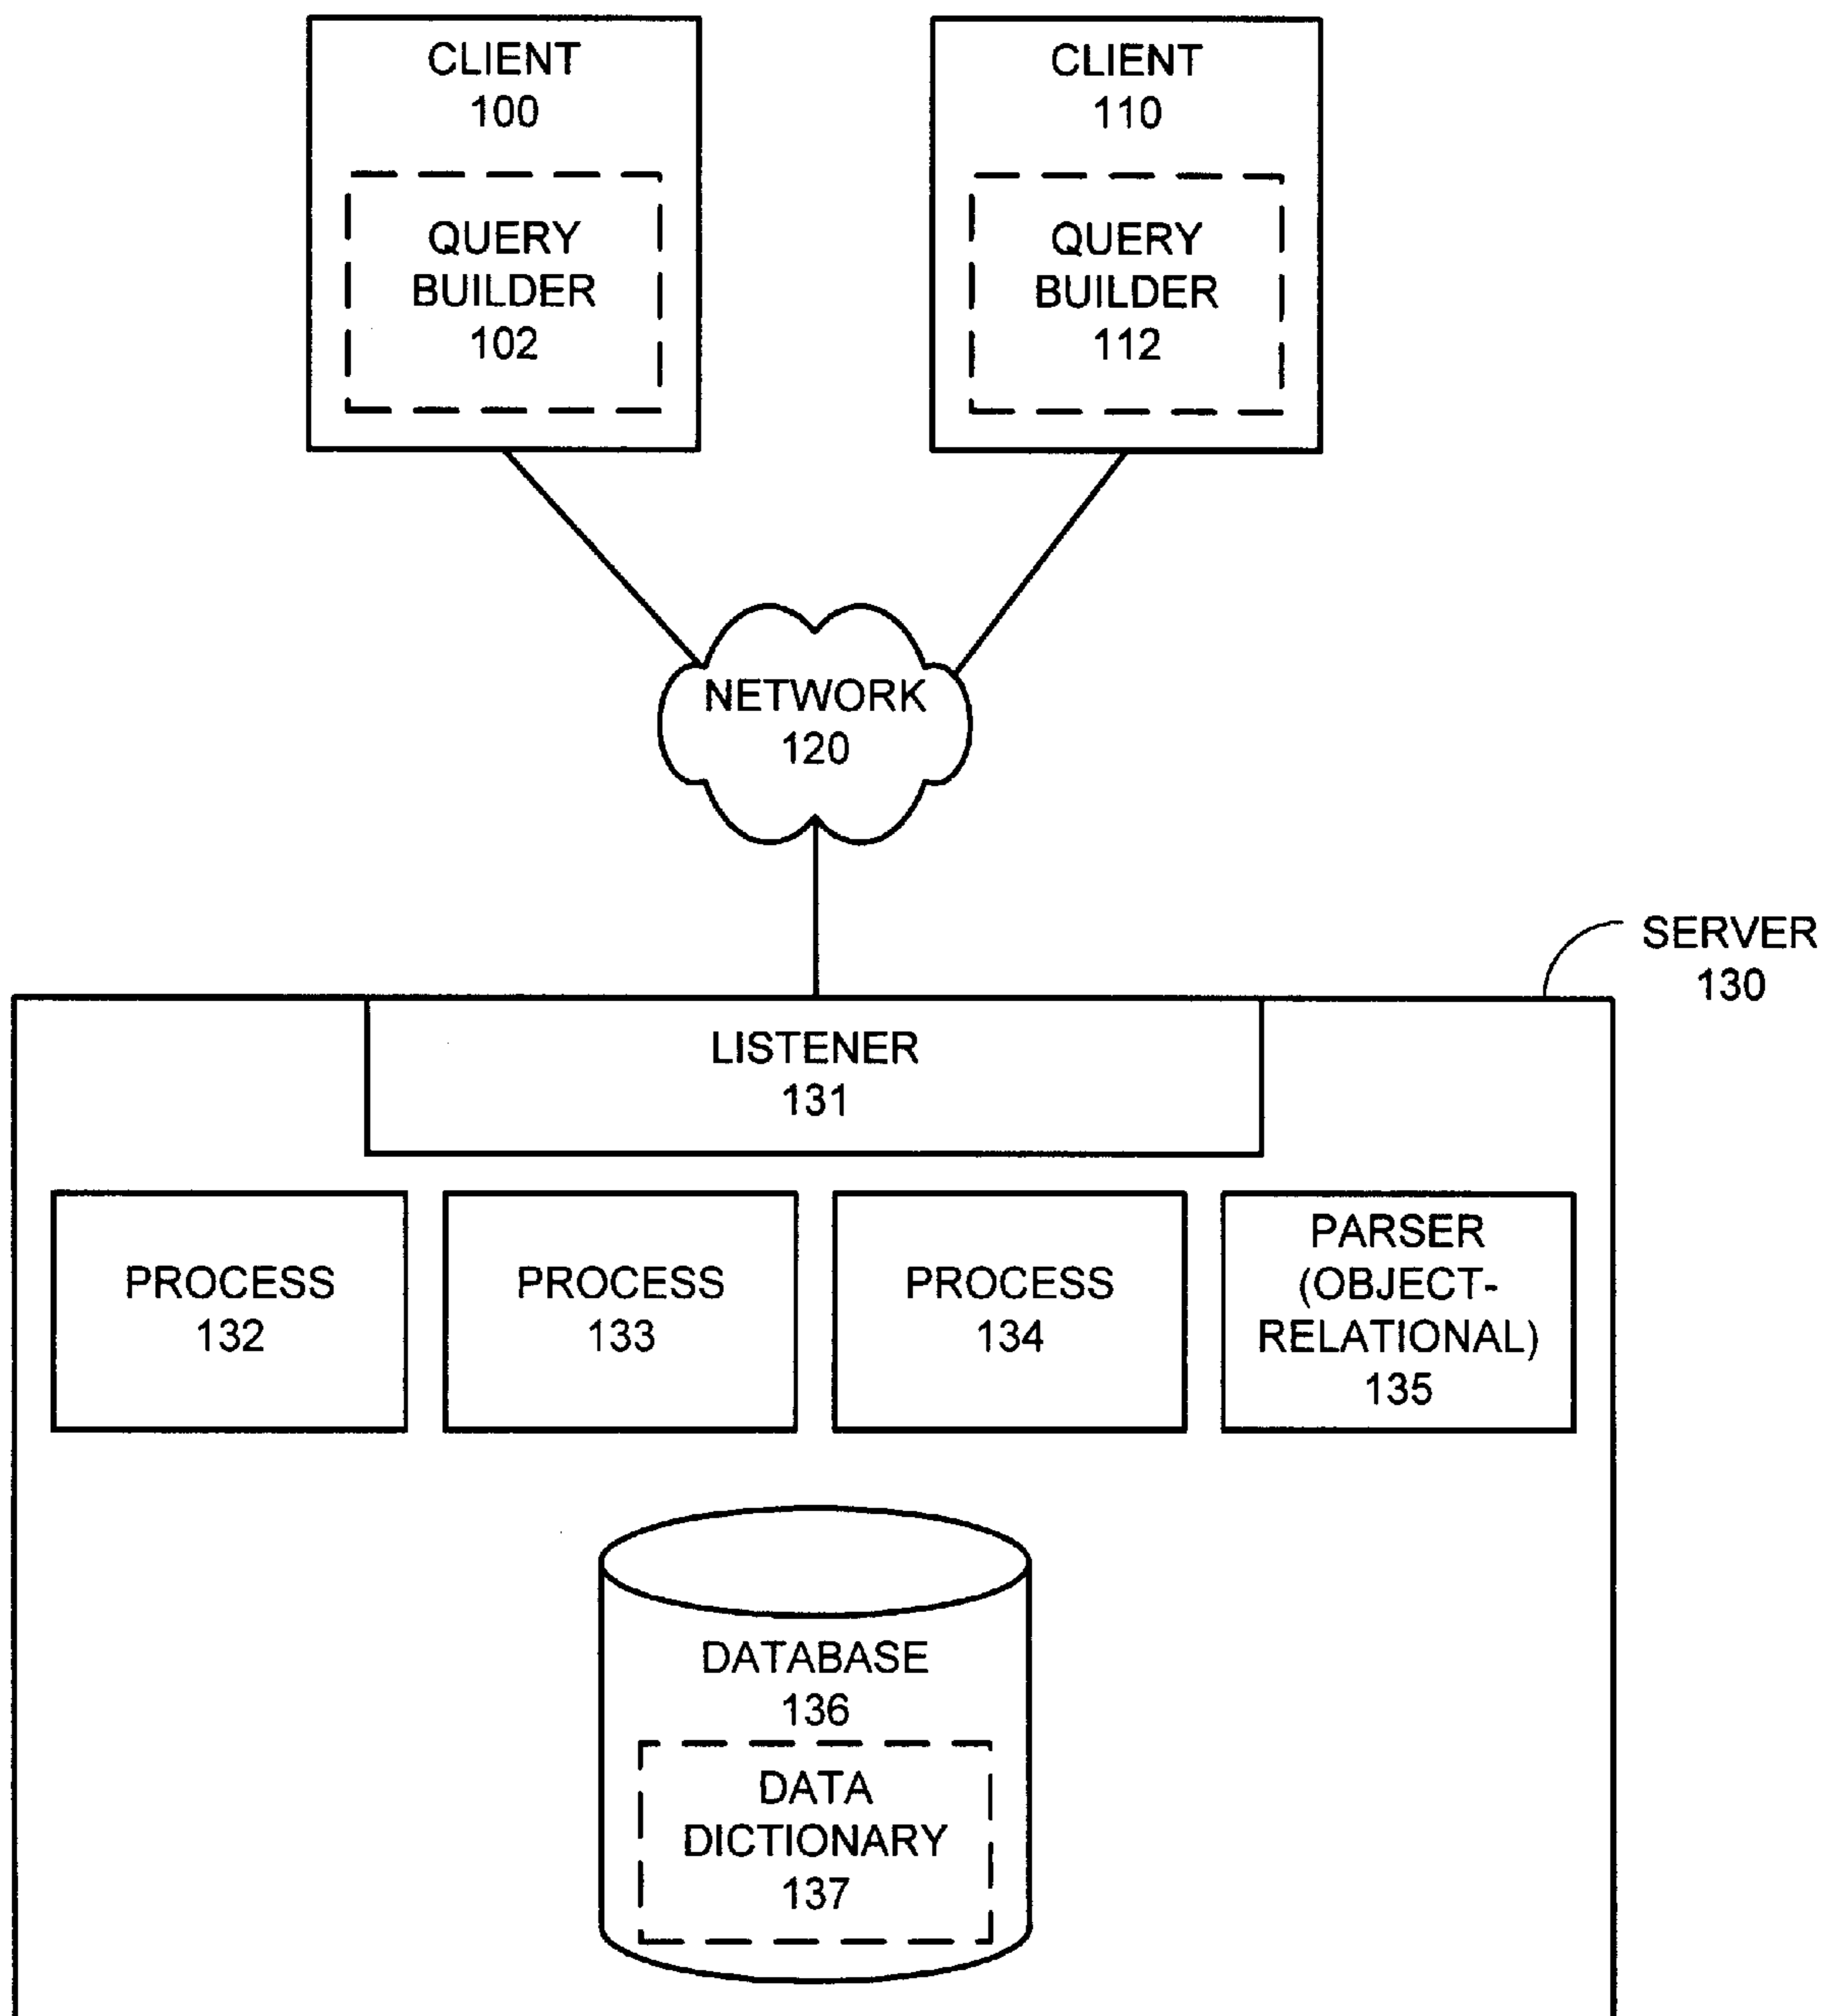 CLIENT
100
QUERY
BUILDER
102
CLIENT
110
QUERY
BUILDER
112
NETWORK
120
SERVER
130
LISTENER
131
PROCESS
132
PROCESS
133
PROCESS
134
PARSER
(OBJECT-
RELATIONAL)
135
DATABASE
136
DATA
DICTIONARY
137